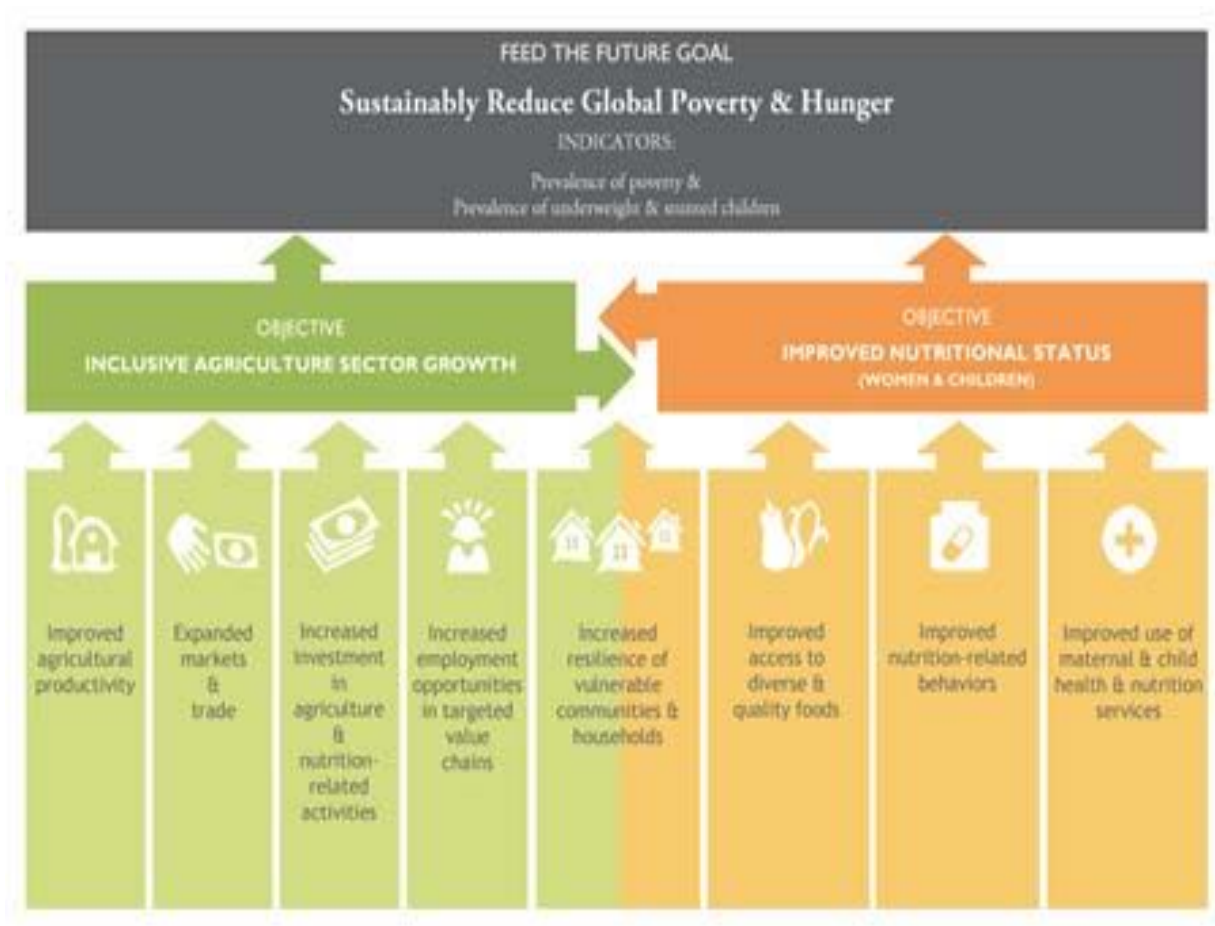 FEED THE FUTURE GOAL
Sustainably Reduce Global Poverty & Hunger
INDICATORS:
Prevalence of poverty &
Prevalence of underweight & stunted children
OBJECTIVE
INCLUSIVE AGRICULTURE SECTOR GROWTH
OBJECTIVE
IMPROVED NUTRITIONAL STATUS
(WOMEN & CHILDREN)
Improved
agricultural
productivity
Expanded
markets
&
trade
Increased
investment
in
agriculture
&
nutrition-
related
activities
Increased
employment
opportunities
in targeted
value
chains
Increased
resilience of
vulnerable
communities &
households
Improved
access to
diverse &
quality foods
Improved
nutrition-related
behaviors
Improved use of
maternal & child
health & nutrition
services